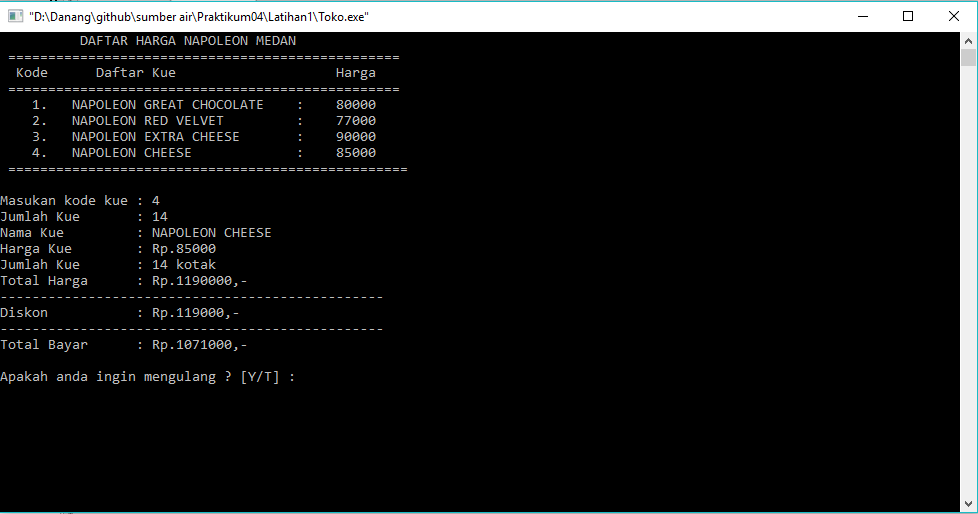 "D:\Danang\github\sumber air\Praktikum04\Latihan1\Toko.exe"
DAFTAR HARGA NAPOLEON MEDAN
=================================================
Kode      Daftar Kue                    Harga
=================================================
1.   NAPOLEON GREAT CHOCOLATE    :    80000
2.   NAPOLEON RED VELVET         :    77000
3.   NAPOLEON EXTRA CHEESE       :    90000
4.   NAPOLEON CHEESE             :    85000
==================================================
Masukan kode kue : 4
Jumlah Kue       : 14
Nama Kue         : NAPOLEON CHEESE
Harga Kue        : Rp.85000
Jumlah Kue       : 14 kotak
Total Harga      : Rp.1190000,-
------------------------------------------------
Diskon           : Rp.119000,-
------------------------------------------------
Total Bayar      : Rp.1071000,-
Apakah anda ingin mengulang ? [Y/T] :